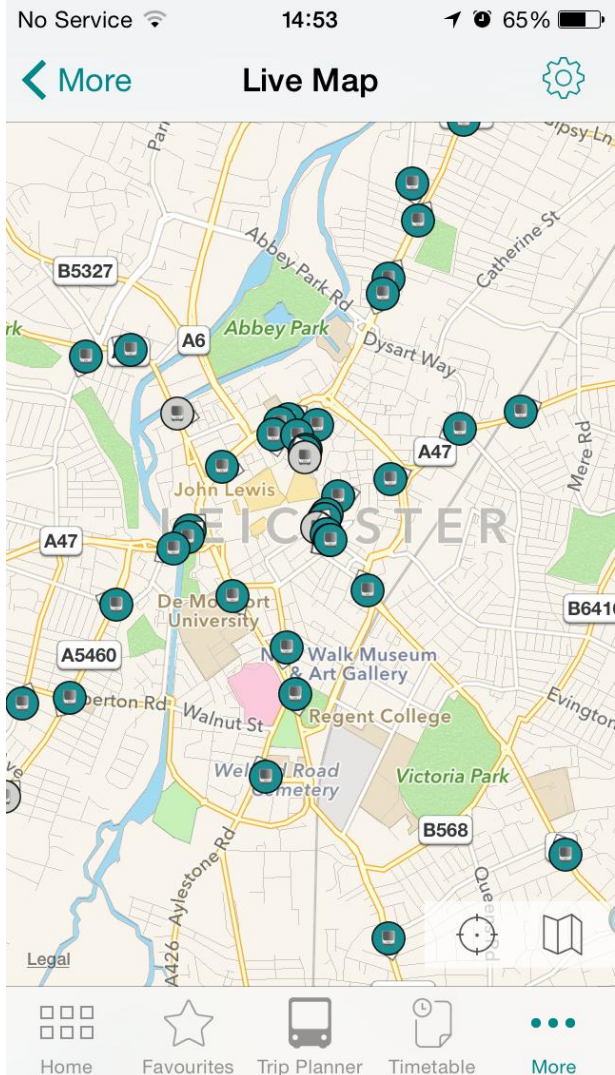 No Service
14:53
65%
More
Live Map
Gipsy Ln
Catherine St
Abbey Park Rd
B5327
Abbey Park
A6
Dysart Way
A47
Mere Rd
John Lewis
LEICESTER
A47
De Montfort
University
B6410
A5460
New Walk Museum
& Art Gallery
Evington
Walnut St
Regent College
Welford Road
Cemetery
Victoria Park
B568
Aylestone Rd
A426
Legal
Home
Favourites
Trip Planner
Timetable
More